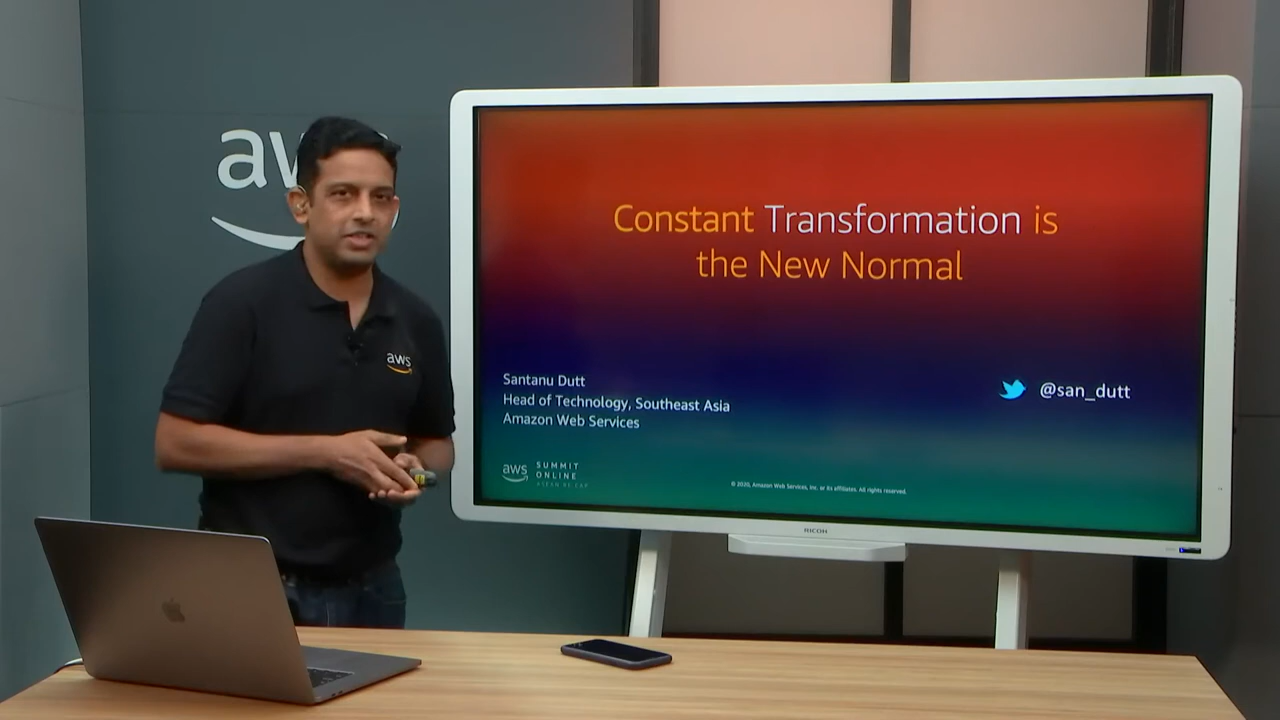 aws
Constant Transformation is
the New Normal
aws
Santanu Dutt
Head of Technology, Southeast Asia
Amazon Web Services
@san_dutt
aws
SUMMIT
ONLINE
© 2020, Amazon Web Services, Inc. or its affiliates. All rights reserved.
RICOH